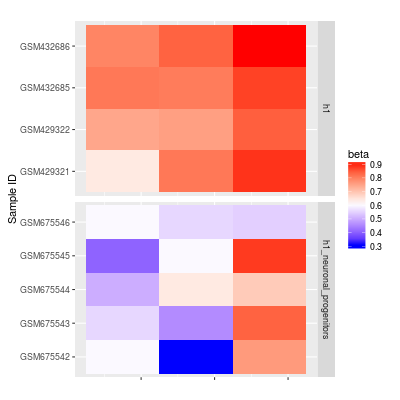 Sample ID
GSM432686
GSM432685
GSM429322
GSM429321
h1
GSM675546
GSM675545
GSM675544
GSM675543
GSM675542
h1_neuronal_progenitors
beta
0.9
0.8
0.7
0.6
0.5
0.4
0.3